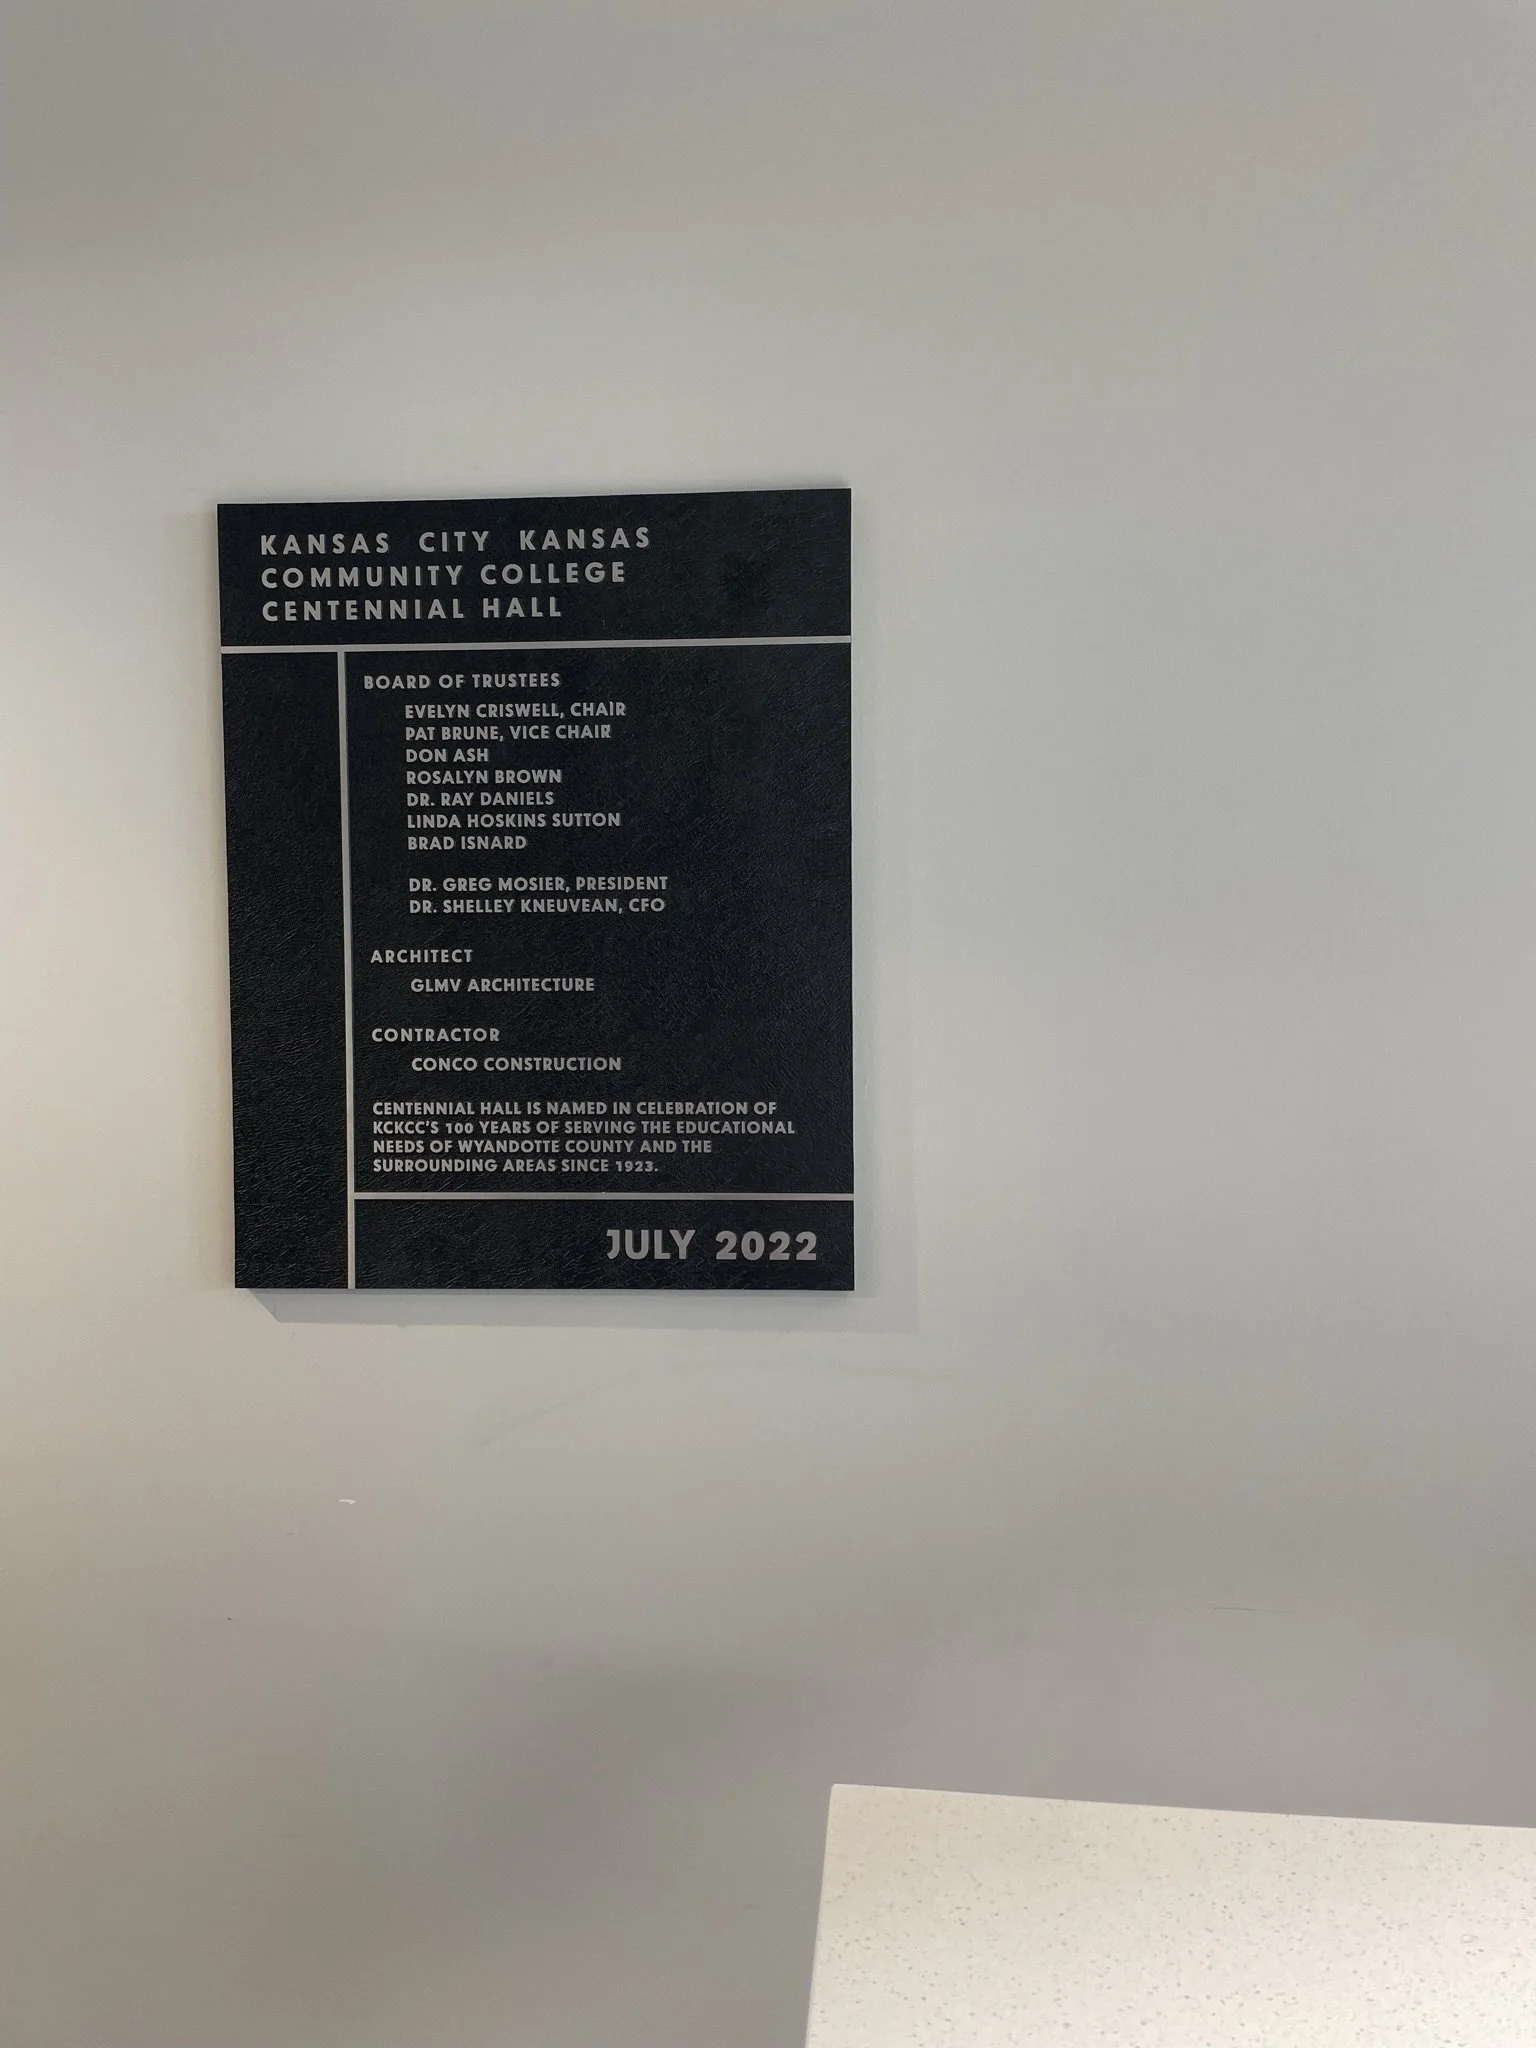 KANSAS CITY KANSAS
COMMUNITY COLLEGE
CENTENNIAL HALL
BOARD OF TRUSTEES
EVELYN CRISWELL, CHAIR
PAT BRUNE, VICE CHAIR
DON ASH
ROSALYN BROWN
DR. RAY DANIELS
LINDA HOSKINS SUTTON
BRAD ISNARD
DR. GREG MOSIER, PRESIDENT
DR. SHELLEY KNEUVEAN, CFO
ARCHITECT
GLMV ARCHITECTURE
CONTRACTOR
CONCO CONSTRUCTION
CENTENNIAL HALL IS NAMED IN CELEBRATION OF
KCKCC'S 100 YEARS OF SERVING THE EDUCATIONAL
NEEDS OF WYANDOTTE COUNTY AND THE
SURROUNDING AREAS SINCE 1923.
JULY 2022